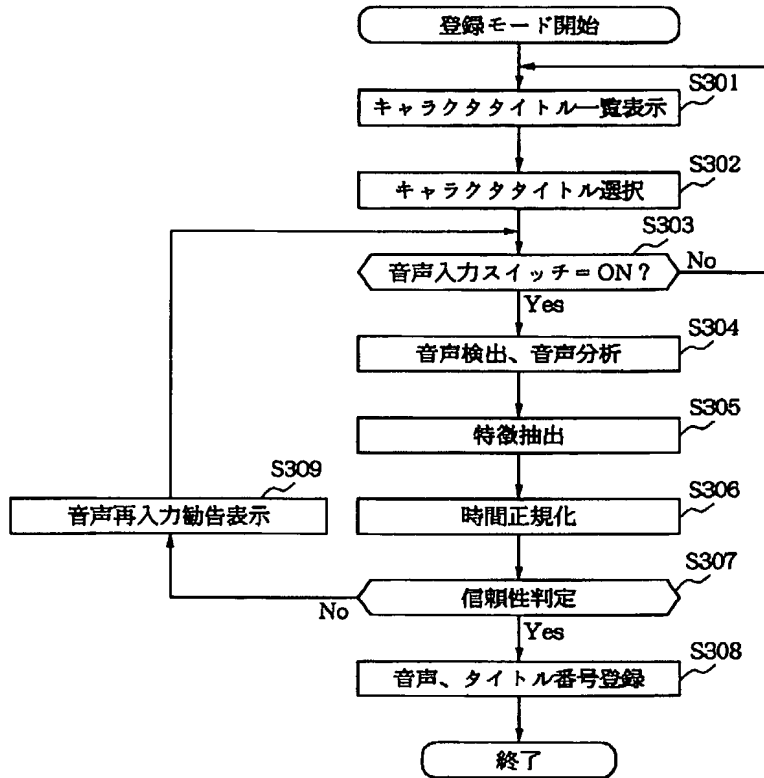 登録モード開始
S301
キャラクタタイトル一覧表示
S302
キャラクタタイトル選択
S303
音声入力スイッチ＝ON？
No
Yes
S304
音声検出、音声分析
S305
特徴抽出
S309
音声再入力勧告表示
S306
時間正規化
S307
信頼性判定
No
Yes
S308
音声、タイトル番号登録
終了